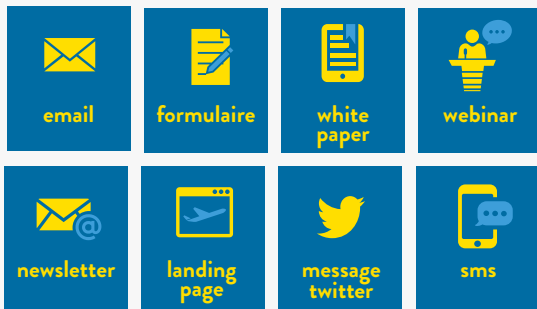 email
formulaire
white
paper
webinar
newsletter
@
landing
page
message
twitter
sms